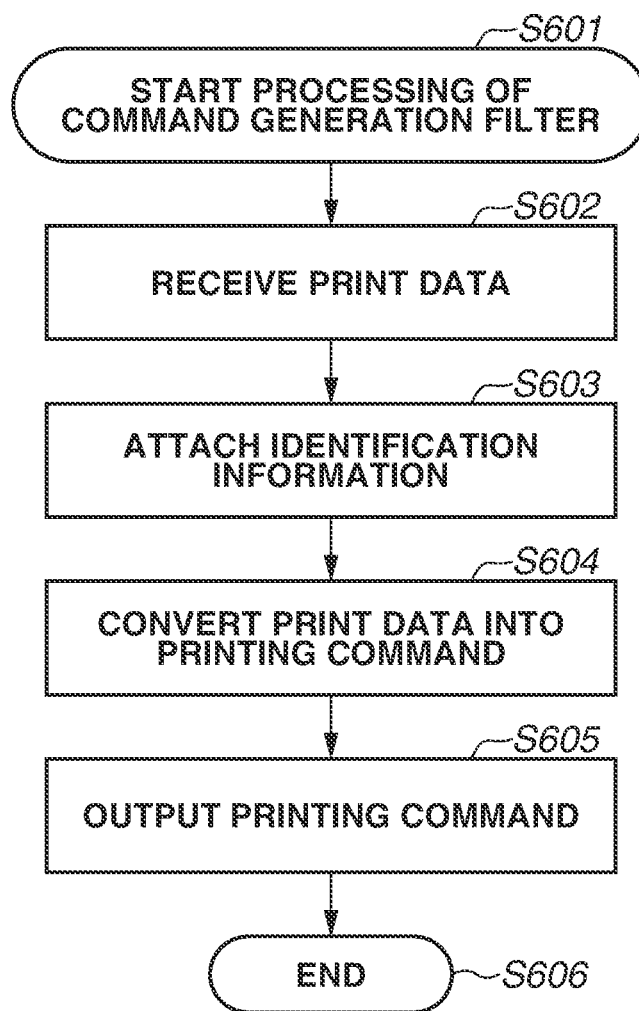 S601
START PROCESSING OF
COMMAND GENERATION FILTER
S602
RECEIVE PRINT DATA
S603
ATTACH IDENTIFICATION
INFORMATION
S604
CONVERT PRINT DATA INTO
PRINTING COMMAND
S605
OUTPUT PRINTING COMMAND
END
S606